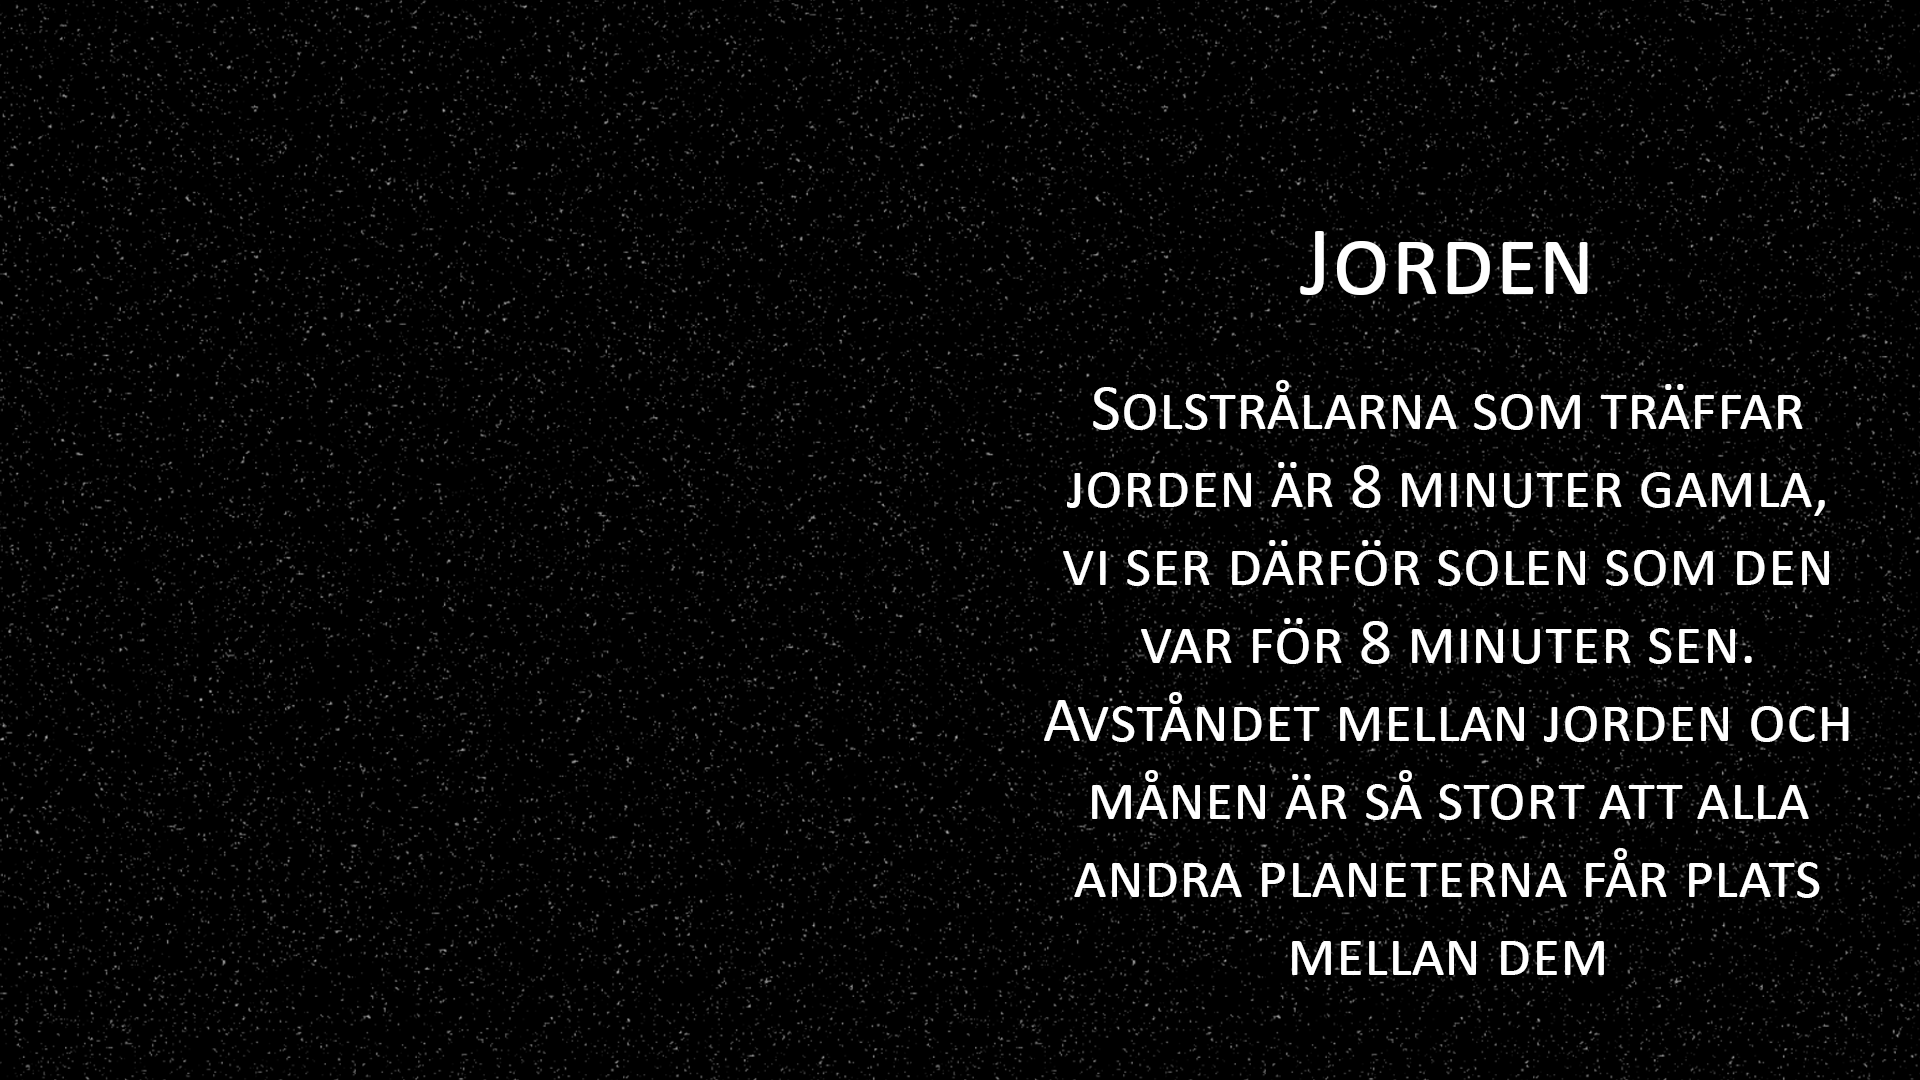 Jorden
Solstrålarna som träffar
jorden är 8 minuter gamla,
vi ser därför solen som den
var för 8 minuter sen.
Avståndet mellan jorden och
månen är så stort att alla
andra planeterna får plats
mellan dem